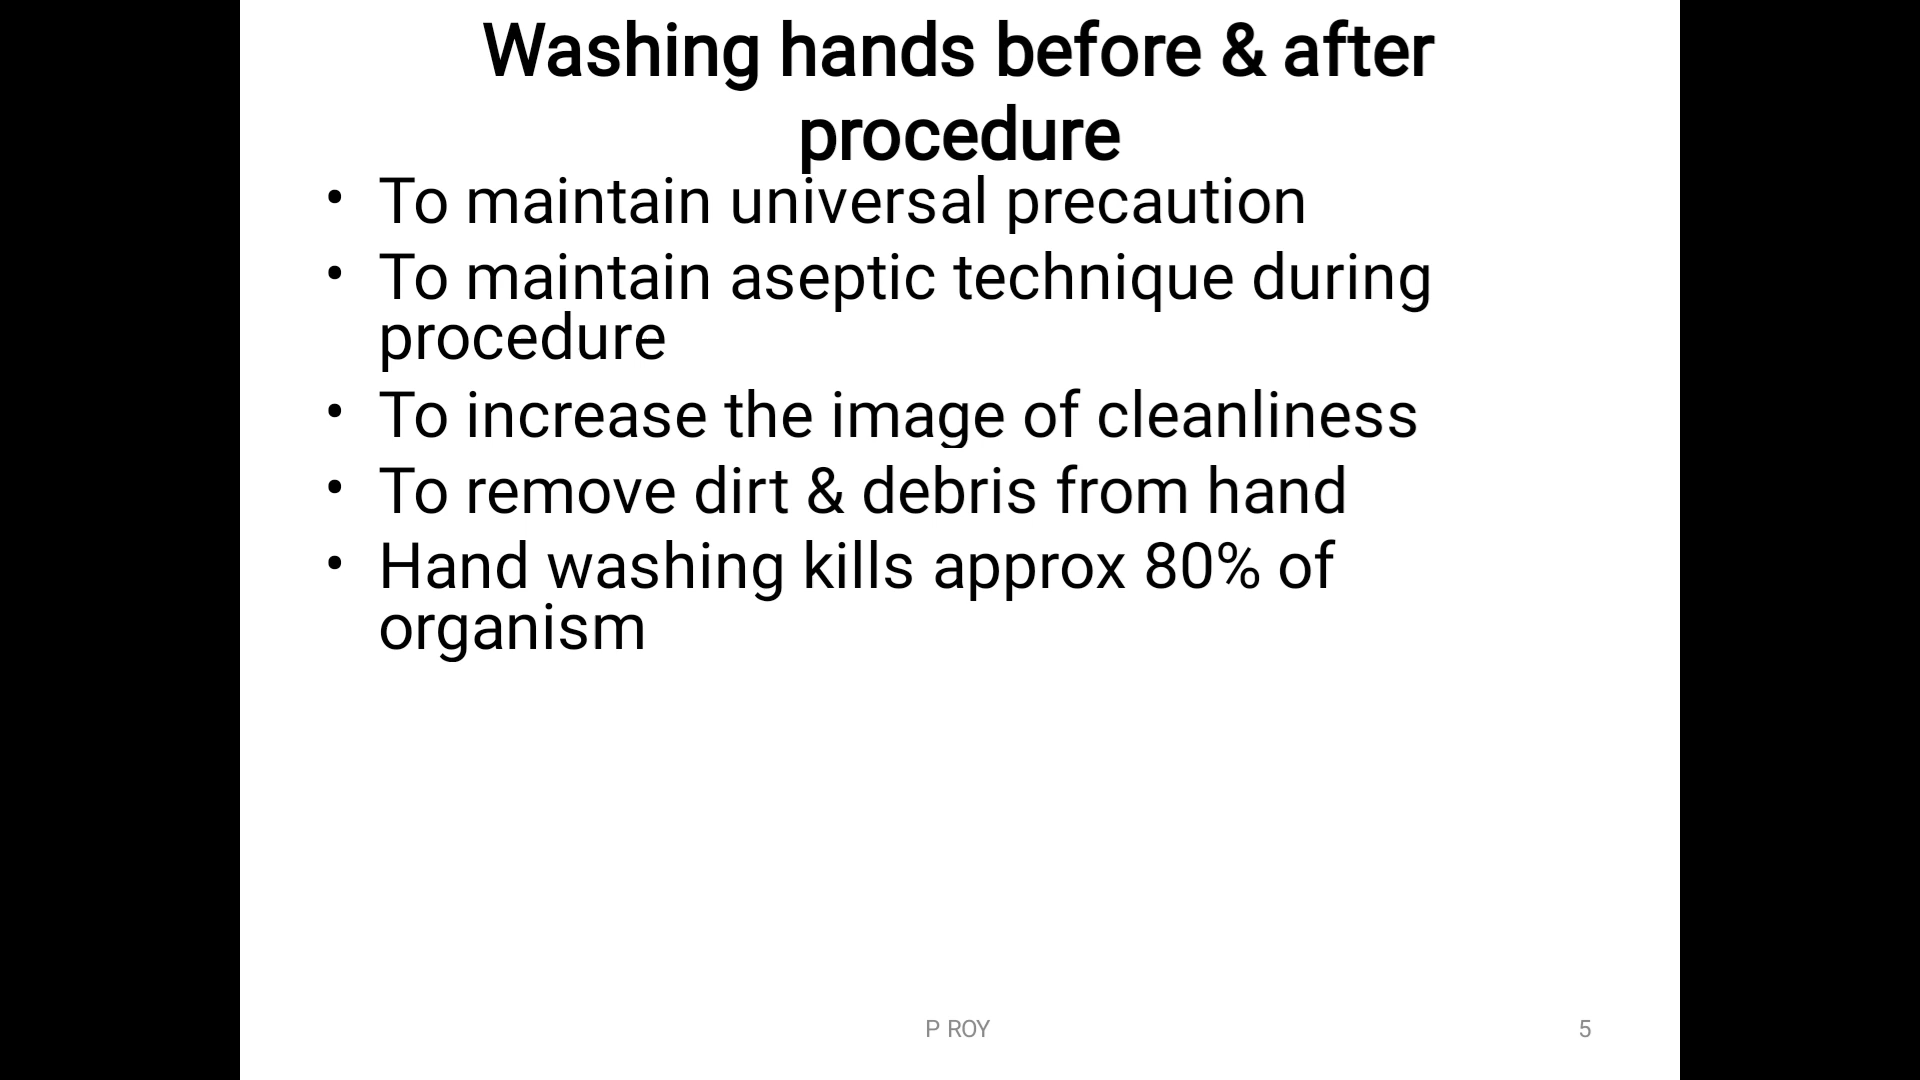 Washing hands before & after
procedure
• To maintain universal precaution
• To maintain aseptic technique during
procedure
• To increase the image of cleanliness
• To remove dirt & debris from hand
• Hand washing kills approx 80% of
organism
P ROY
5